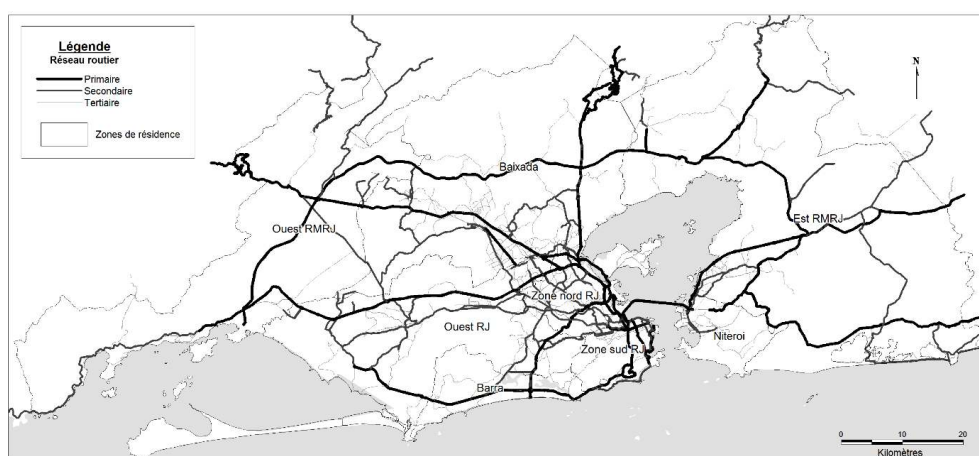 Légende
Réseau routier
Primaire
Secondaire
Tertiaire
Zones de résidence
N
Baixada
Ouest RMRJ
Est RMRJ
Zone nord RJ
Ouest RJ
Zone sud RJ
Niteroi
Barra
0 10 20
Kilomètres